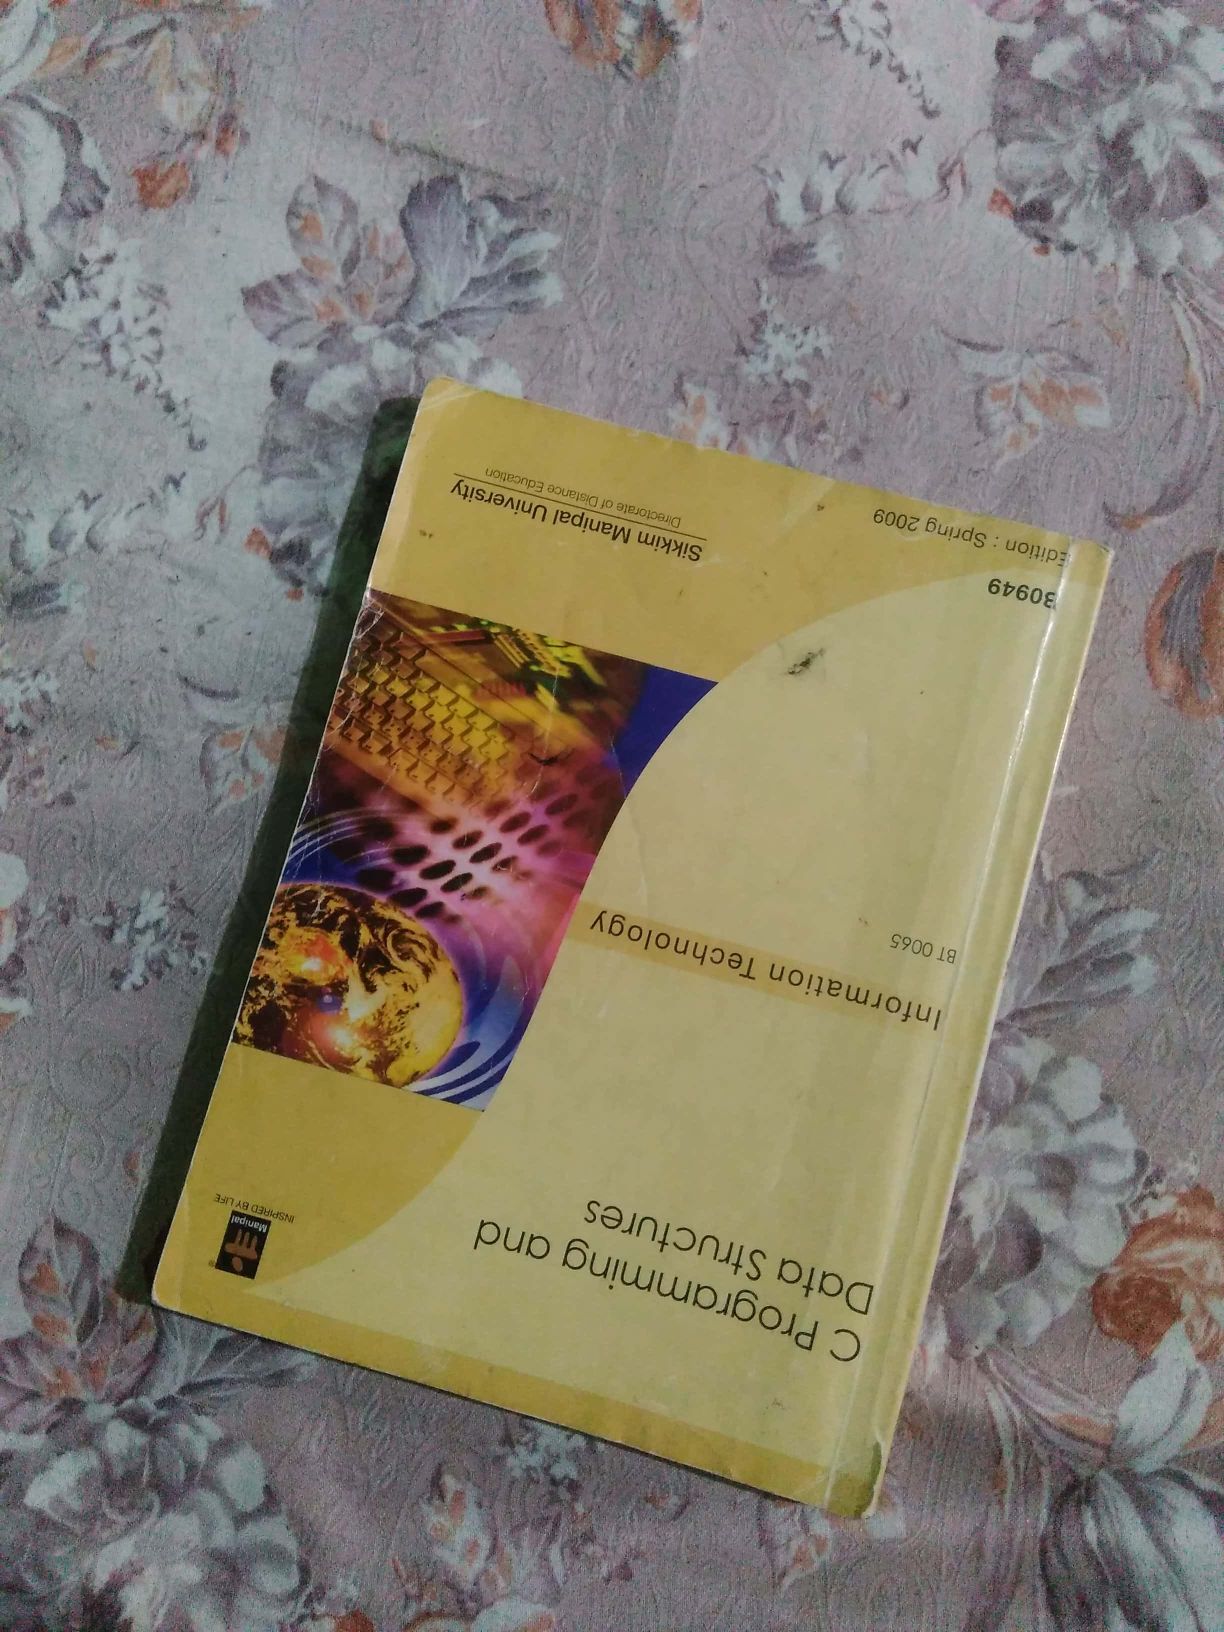 C Programming and
Data Structures
Manipal
INSPIRED BY LIFE
Information Technology
BT 0065
B0949
Edition : Spring 2009
Sikkim Manipal University
Directorate of Distance Education